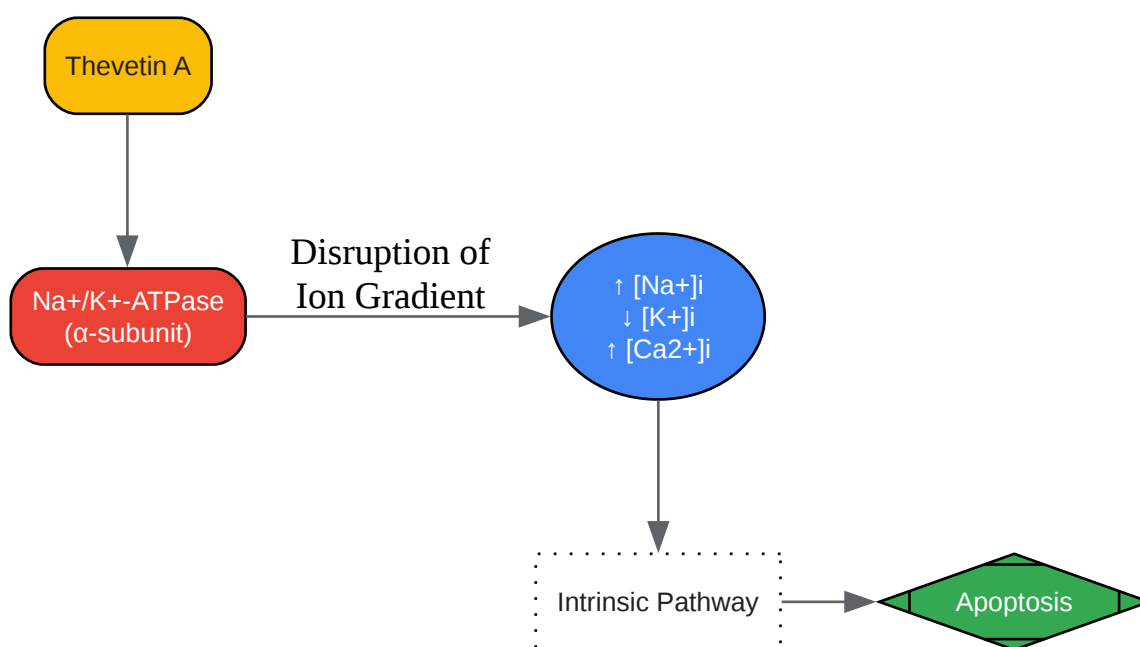 Thevetin A
Na+/K+-ATPase
(α-subunit)
Disruption of
Ion Gradient
↑ [Na+]i
↓ [K+]i
↑ [Ca2+]i
Intrinsic Pathway
Apoptosis